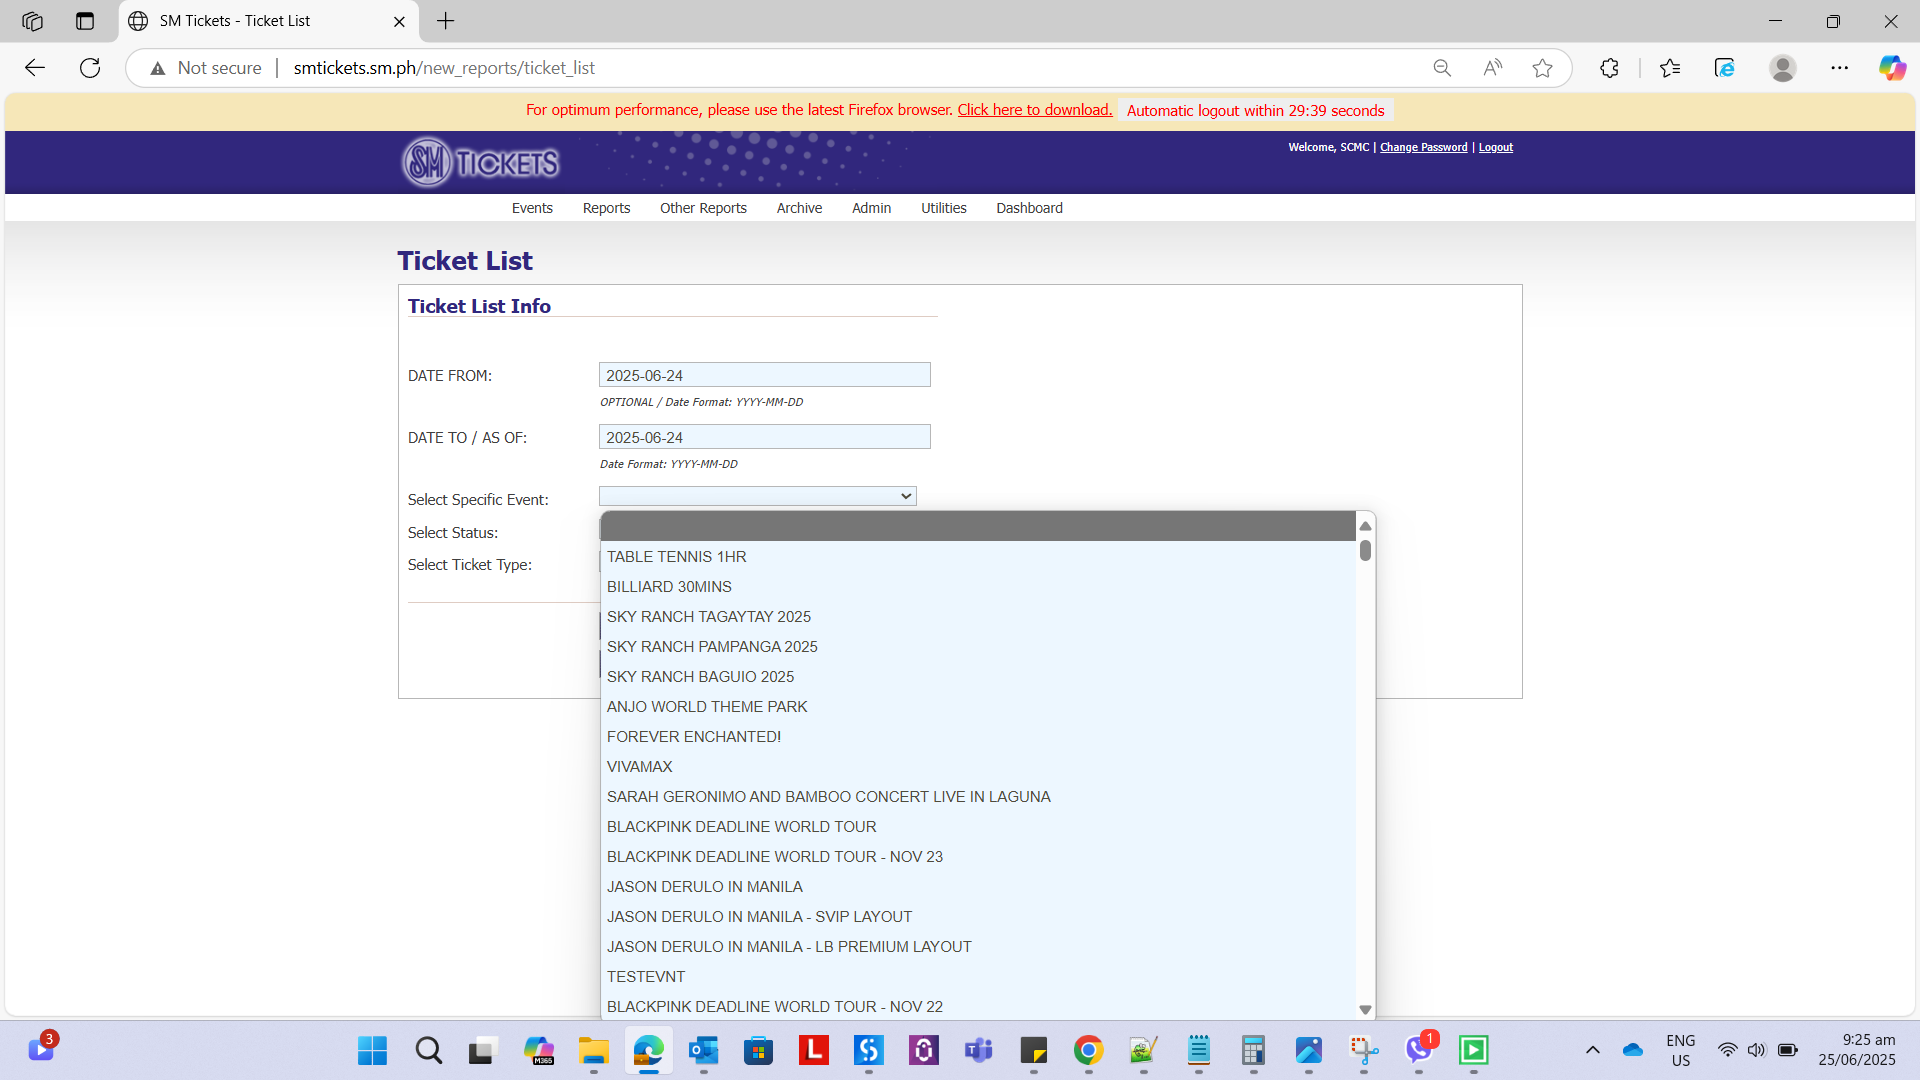 SM Tickets - Ticket List
Not secure
smtickets.sm.ph/new_reports/ticket_list
For optimum performance, please use the latest Firefox browser. Click here to download. Automatic logout within 29:39 seconds
SM TICKETS
Welcome, SCMC | Change Password | Logout
Events Reports Other Reports Archive Admin Utilities Dashboard
Ticket List
Ticket List Info
DATE FROM: 2025-06-24
OPTIONAL / Date Format: YYYY-MM-DD
DATE TO / AS OF: 2025-06-24
Date Format: YYYY-MM-DD
Select Specific Event:
Select Status:
Select Ticket Type:
TABLE TENNIS 1HR
BILLIARD 30MINS
SKY RANCH TAGAYTAY 2025
SKY RANCH PAMPANGA 2025
SKY RANCH BAGUIO 2025
ANJO WORLD THEME PARK
FOREVER ENCHANTED!
VIVAMAX
SARAH GERONIMO AND BAMBOO CONCERT LIVE IN LAGUNA
BLACKPINK DEADLINE WORLD TOUR
BLACKPINK DEADLINE WORLD TOUR - NOV 23
JASON DERULO IN MANILA
JASON DERULO IN MANILA - SVIP LAYOUT
JASON DERULO IN MANILA - LB PREMIUM LAYOUT
TESTEVNT
BLACKPINK DEADLINE WORLD TOUR - NOV 22
3
M365
L
1
ENG
US
9:25 am
25/06/2025